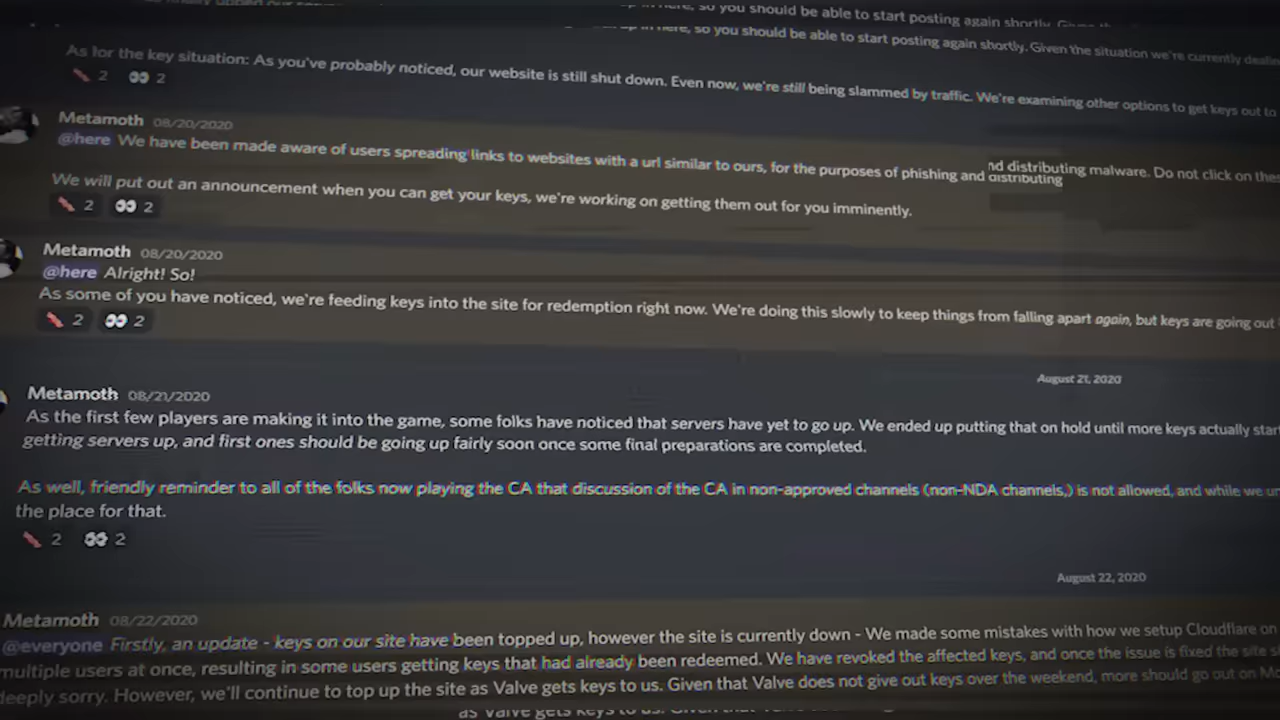 so you should be able to start posting again shortly.
so you should be able to start posting again shortly. Given the situation we're currently
As for the key situation: As you've probably noticed, our website is still shut down. Even now, we're still being slammed by traffic. We're examining other options to get keys out to
2 2
Metamoth 08/20/2020
@here We have been made aware of users spreading links to websites with a url similar to ours, for the purposes of phishing and distributing malware. Do not click on
distributing
We will put out an announcement when you can get your keys, we're working on getting them out for you imminently.
2 2
Metamoth 08/20/2020
@here Alright! So!
As some of you have noticed, we're feeding keys into the site for redemption right now. We're doing this slowly to keep things from falling apart again, but keys are going out
2 2
August 21, 2020
Metamoth 08/21/2020
As the first few players are making it into the game, some folks have noticed that servers have yet to go up. We ended up putting that on hold until more keys actually
getting servers up, and first ones should be going up fairly soon once some final preparations are completed.
As well, friendly reminder to all of the folks now playing the CA that discussion of the CA in non-approved channels (non-NDA channels,) is not allowed, and while we
the place for that.
2 2
August 22, 2020
Metamoth 08/22/2020
@everyone Firstly, an update - keys on our site have been topped up, however the site is currently down - We made some mistakes with how we setup Cloudflare on
multiple users at once, resulting in some users getting keys that had already been redeemed. We have revoked the affected keys, and once the issue is fixed the site
deeply sorry. However, we'll continue to top up the site as Valve gets keys to us. Given that Valve does not give out keys over the weekend, more should go out on
as Valve gets keys to us.